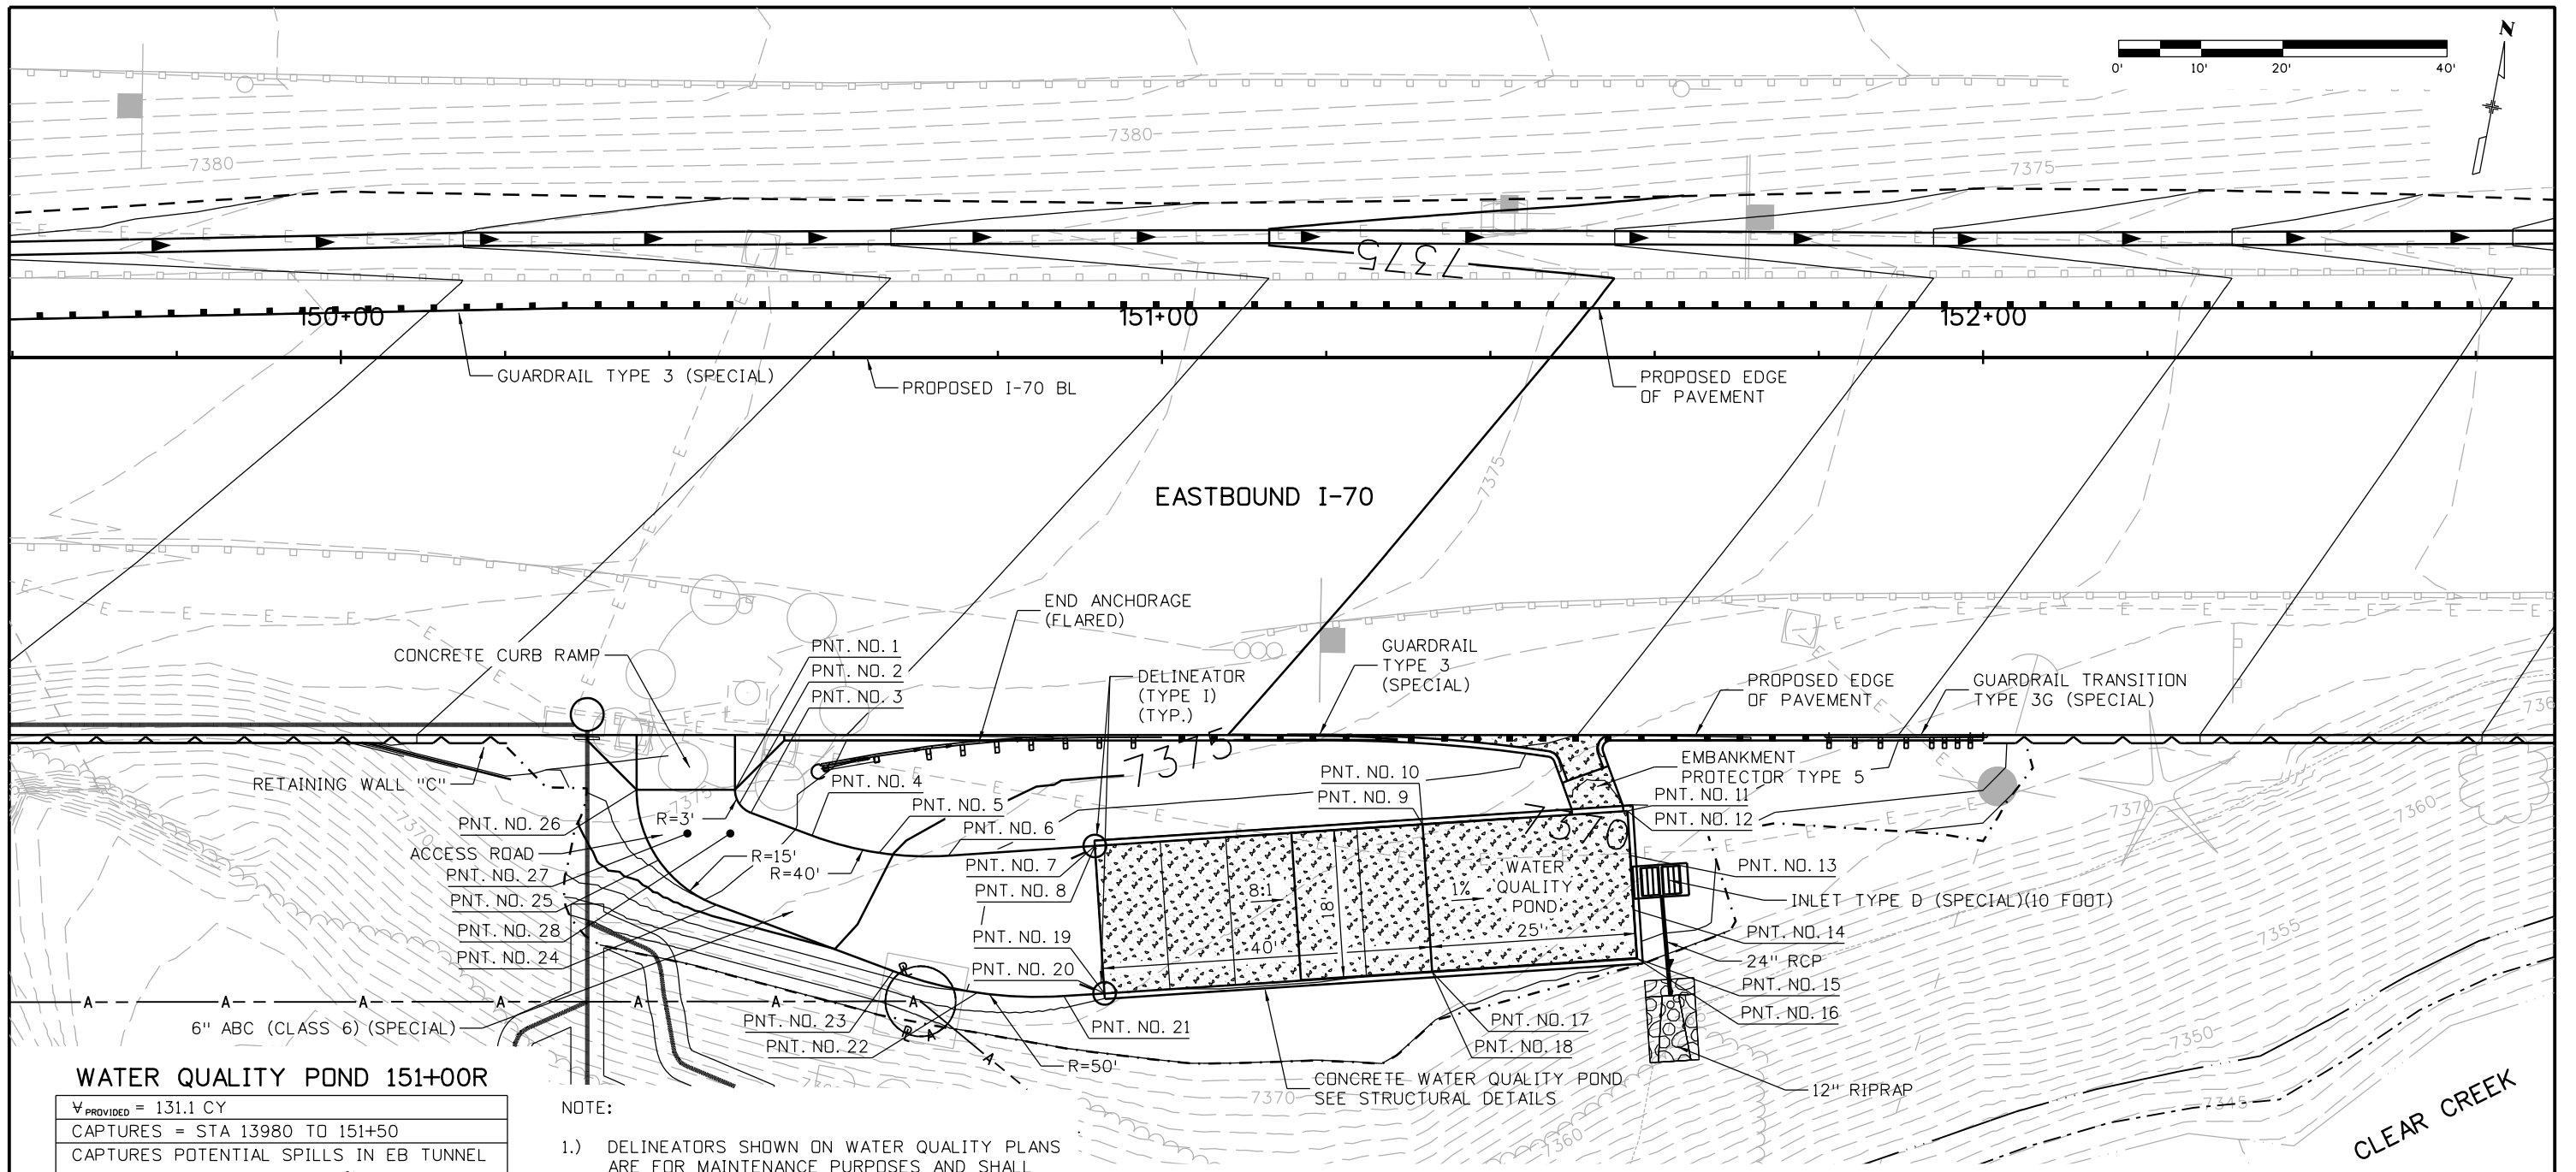 N
0' 10' 20' 40'
7380
7380
7375
7375
150+00 151+00 152+00
GUARDRAIL TYPE 3 (SPECIAL)
PROPOSED I-70 BL
PROPOSED EDGE
OF PAVEMENT
7375
EASTBOUND I-70
END ANCHORAGE
(FLARED)
CONCRETE CURB RAMP
PNT. NO. 1
PNT. NO. 2
PNT. NO. 3
DELINEATOR
(TYPE I)
(TYP.)
GUARDRAIL
TYPE 3
(SPECIAL)
PROPOSED EDGE
OF PAVEMENT
GUARDRAIL TRANSITION
TYPE 3G (SPECIAL)
7375
RETAINING WALL "C"
PNT. NO. 4
PNT. NO. 5
PNT. NO. 6
PNT. NO. 10
PNT. NO. 9
EMBANKMENT
PROTECTOR TYPE 5
PNT. NO. 11
PNT. NO. 12
7375
7370
7370
7360
7370
R=3'
PNT. NO. 26
ACCESS ROAD
PNT. NO. 27
PNT. NO. 25
PNT. NO. 28
PNT. NO. 24
R=15'
R=40'
PNT. NO. 7
PNT. NO. 8
PNT. NO. 19
PNT. NO. 20
8:1
18'
1%
WATER
QUALITY
POND
40'
25'
PNT. NO. 13
INLET TYPE D (SPECIAL)(10 FOOT)
PNT. NO. 14
24" RCP
PNT. NO. 15
PNT. NO. 16
7355
A A A A A A A A A
6" ABC (CLASS 6) (SPECIAL)
PNT. NO. 23
PNT. NO. 22
PNT. NO. 21
R=50'
PNT. NO. 17
PNT. NO. 18
CONCRETE WATER QUALITY POND
SEE STRUCTURAL DETAILS
12" RIPRAP
7350
7345
7370
7360
CLEAR CREEK
WATER QUALITY POND 151+00R
V PROVIDED = 131.1 CY
CAPTURES = STA 13980 TO 151+50
CAPTURES POTENTIAL SPILLS IN EB TUNNEL
NOTE:
1.) DELINEATORS SHOWN ON WATER QUALITY PLANS
ARE FOR MAINTENANCE PURPOSES AND SHALL